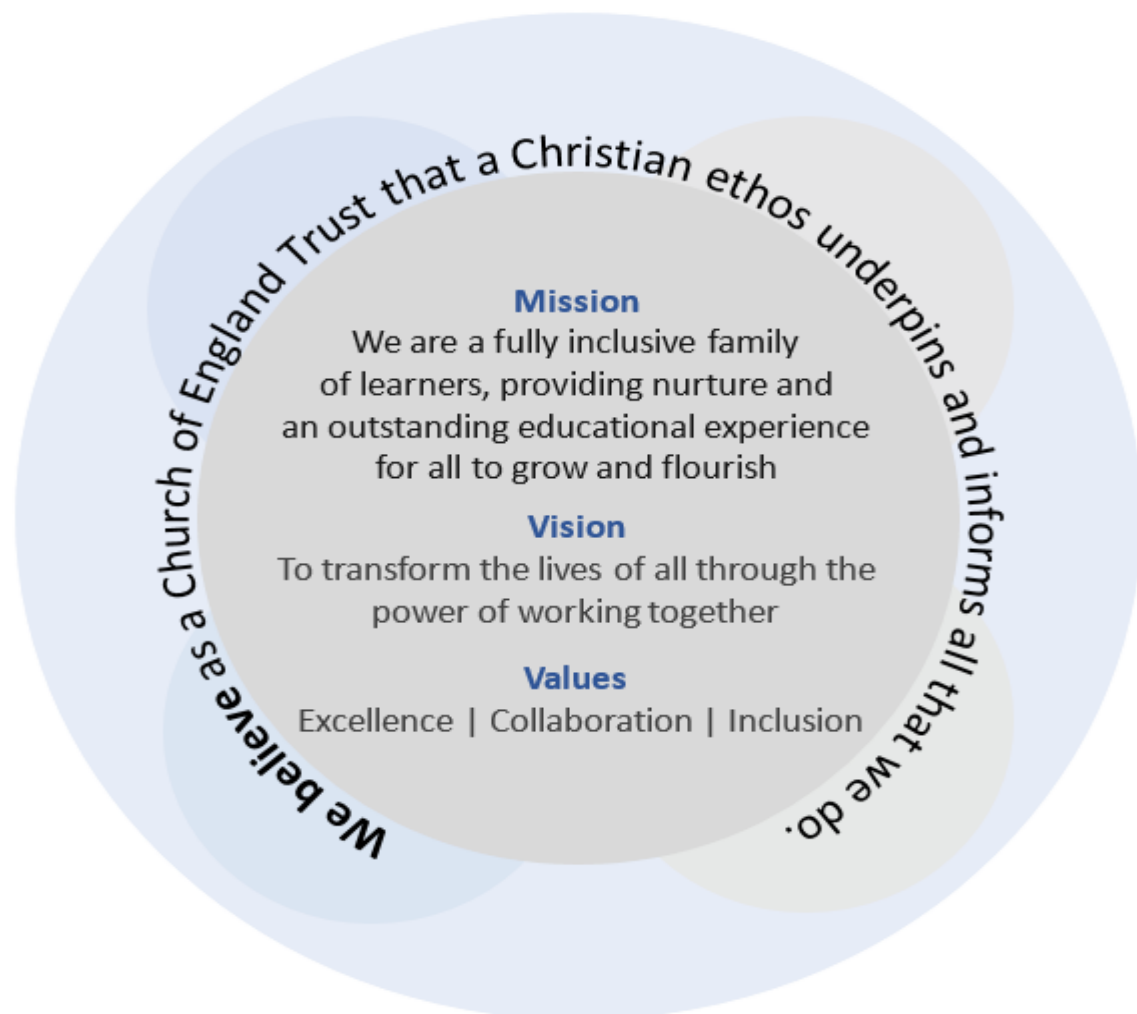 We believe as a Church of England Trust that a Christian ethos underpins and informs all that we do.
Mission
We are a fully inclusive family
of learners, providing nurture and
an outstanding educational experience
for all to grow and flourish
Vision
To transform the lives of all through the
power of working together
Values
Excellence | Collaboration | Inclusion